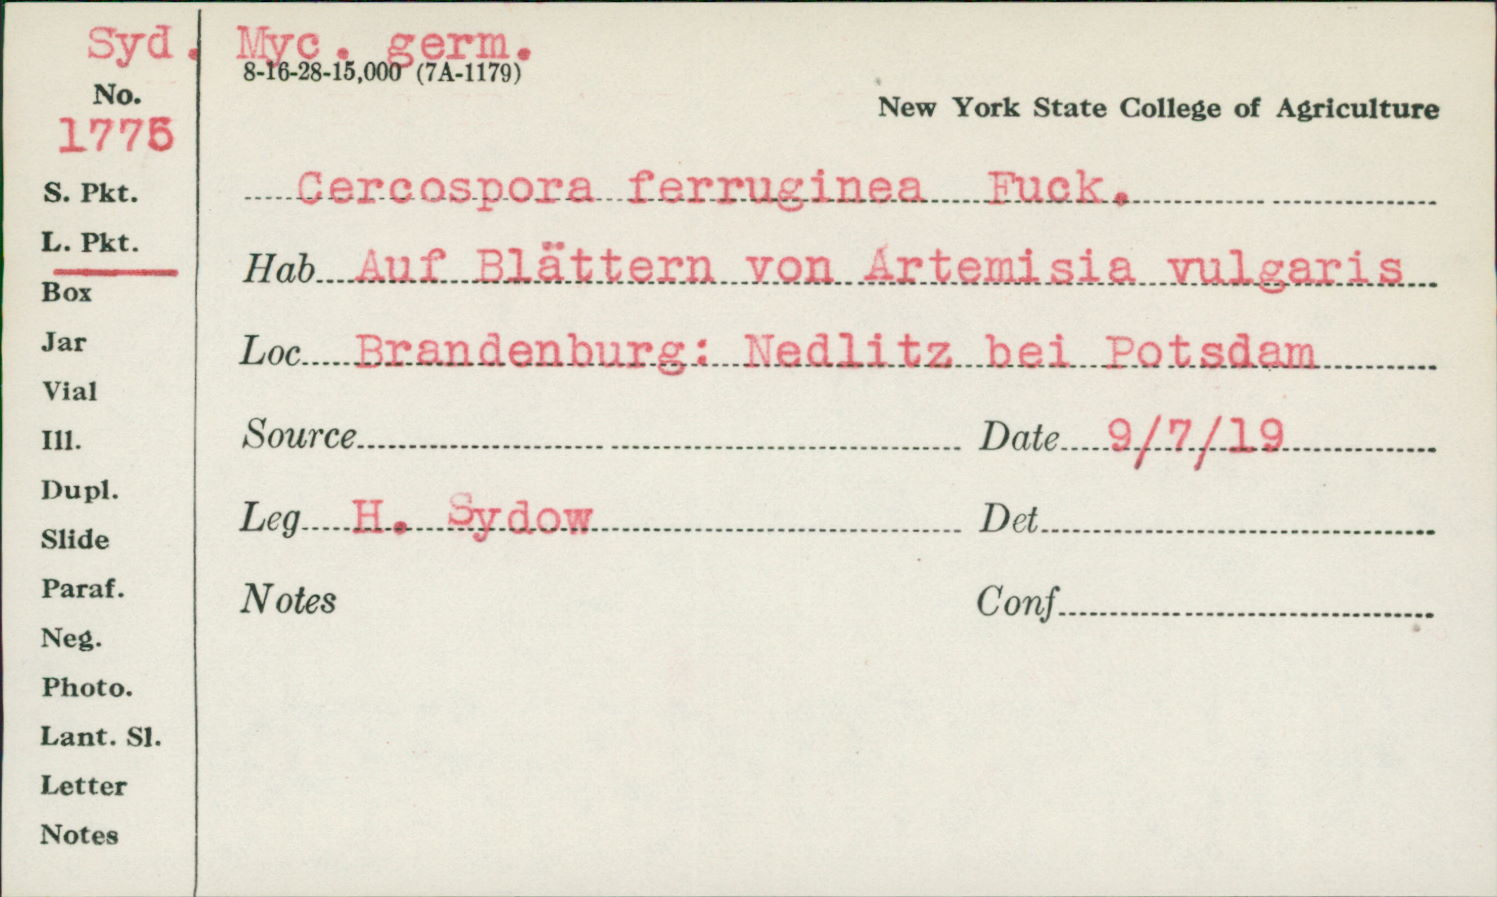 Syd. Myc. germ.
8-16-28-15,000 (7A-1179)
No.
1775
New York State College of Agriculture
S. Pkt.
Cercospora ferruginea Fuck.
L. Pkt.
Hab Auf Blättern von Artemisia vulgaris
Box
Jar
Loc Brandenburg: Nedlitz bei Potsdam
Vial
Ill.
Source Date 9/7/19
Dupl.
Leg H. Sydow Det
Slide
Paraf.
Notes Conf
Neg.
Photo.
Lant. Sl.
Letter
Notes